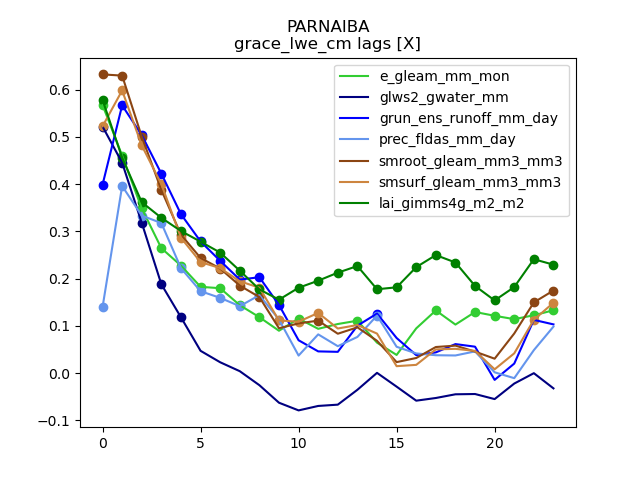 PARNAIBA
grace_lwe_cm lags [X]
e_gleam_mm_mon
glws2_gwater_mm
grun_ens_runoff_mm_day
prec_fldas_mm_day
smroot_gleam_mm3_mm3
smsurf_gleam_mm3_mm3
lai_gimms4g_m2_m2
0.6
0.5
0.4
0.3
0.2
0.1
0.0
−0.1
0 5 10 15 20